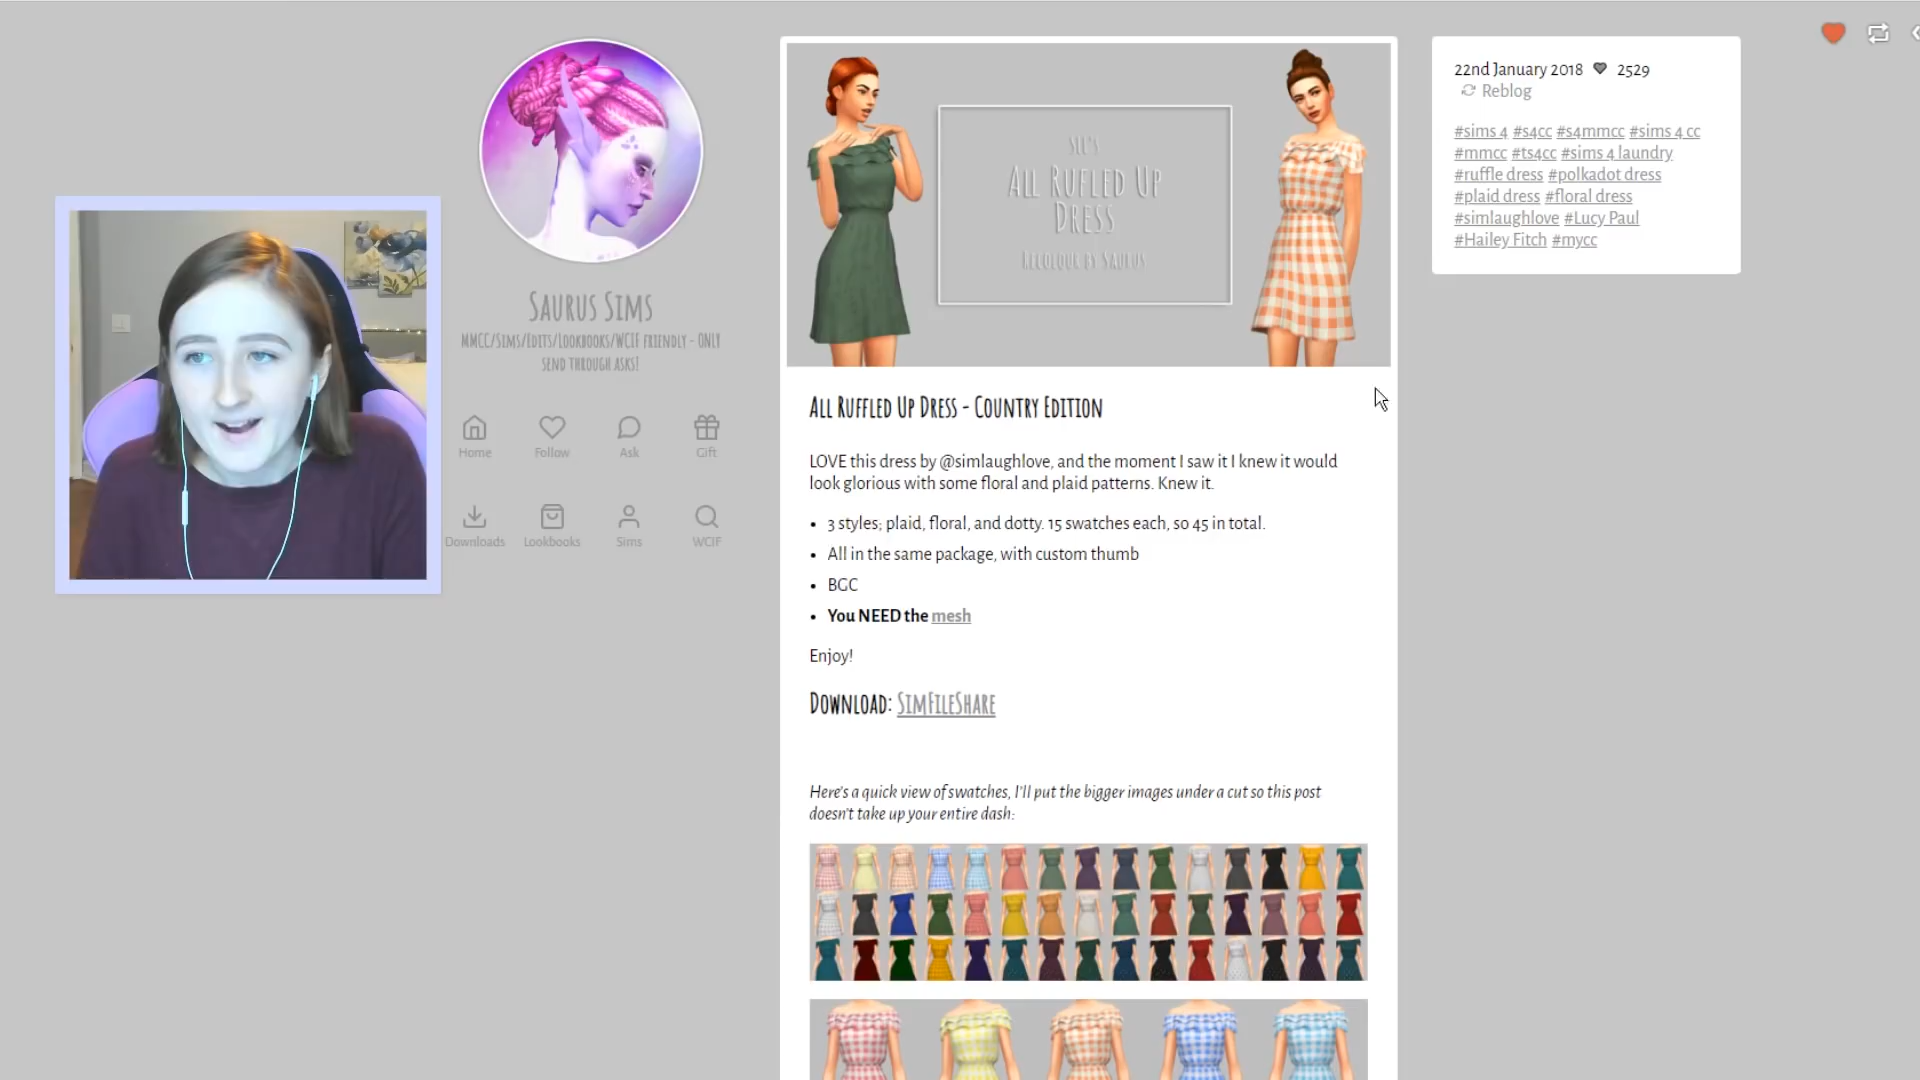 SAURUS SIMS
MMCC/SIMS/EDITS/LOOKBOOKS/WCIF FRIENDLY - ONLY
SEND THROUGH ASKS!
Home
Follow
Ask
Gift
Downloads
Lookbooks
Sims
WCIF
SLL'S
ALL RUFLED UP
DRESS
RECOLOUR BY SAURUS
ALL RUFFLED UP DRESS - COUNTRY EDITION
LOVE this dress by @simlaughlove, and the moment I saw it I knew it would
look glorious with some floral and plaid patterns. Knew it.
• 3 styles; plaid, floral, and dotty. 15 swatches each, so 45 in total.
• All in the same package, with custom thumb
• BGC
• You NEED the mesh
Enjoy!
DOWNLOAD: SIMFILESHARE
Here's a quick view of swatches, I'll put the bigger images under a cut so this post
doesn't take up your entire dash:
22nd January 2018 2529
Reblog
#sims 4 #s4cc #s4mmcc #sims 4 cc
#mmcc #ts4cc #sims 4 laundry
#ruffle dress #polkadot dress
#plaid dress #floral dress
#simlaughlove #Lucy Paul
#Hailey Fitch #mycc